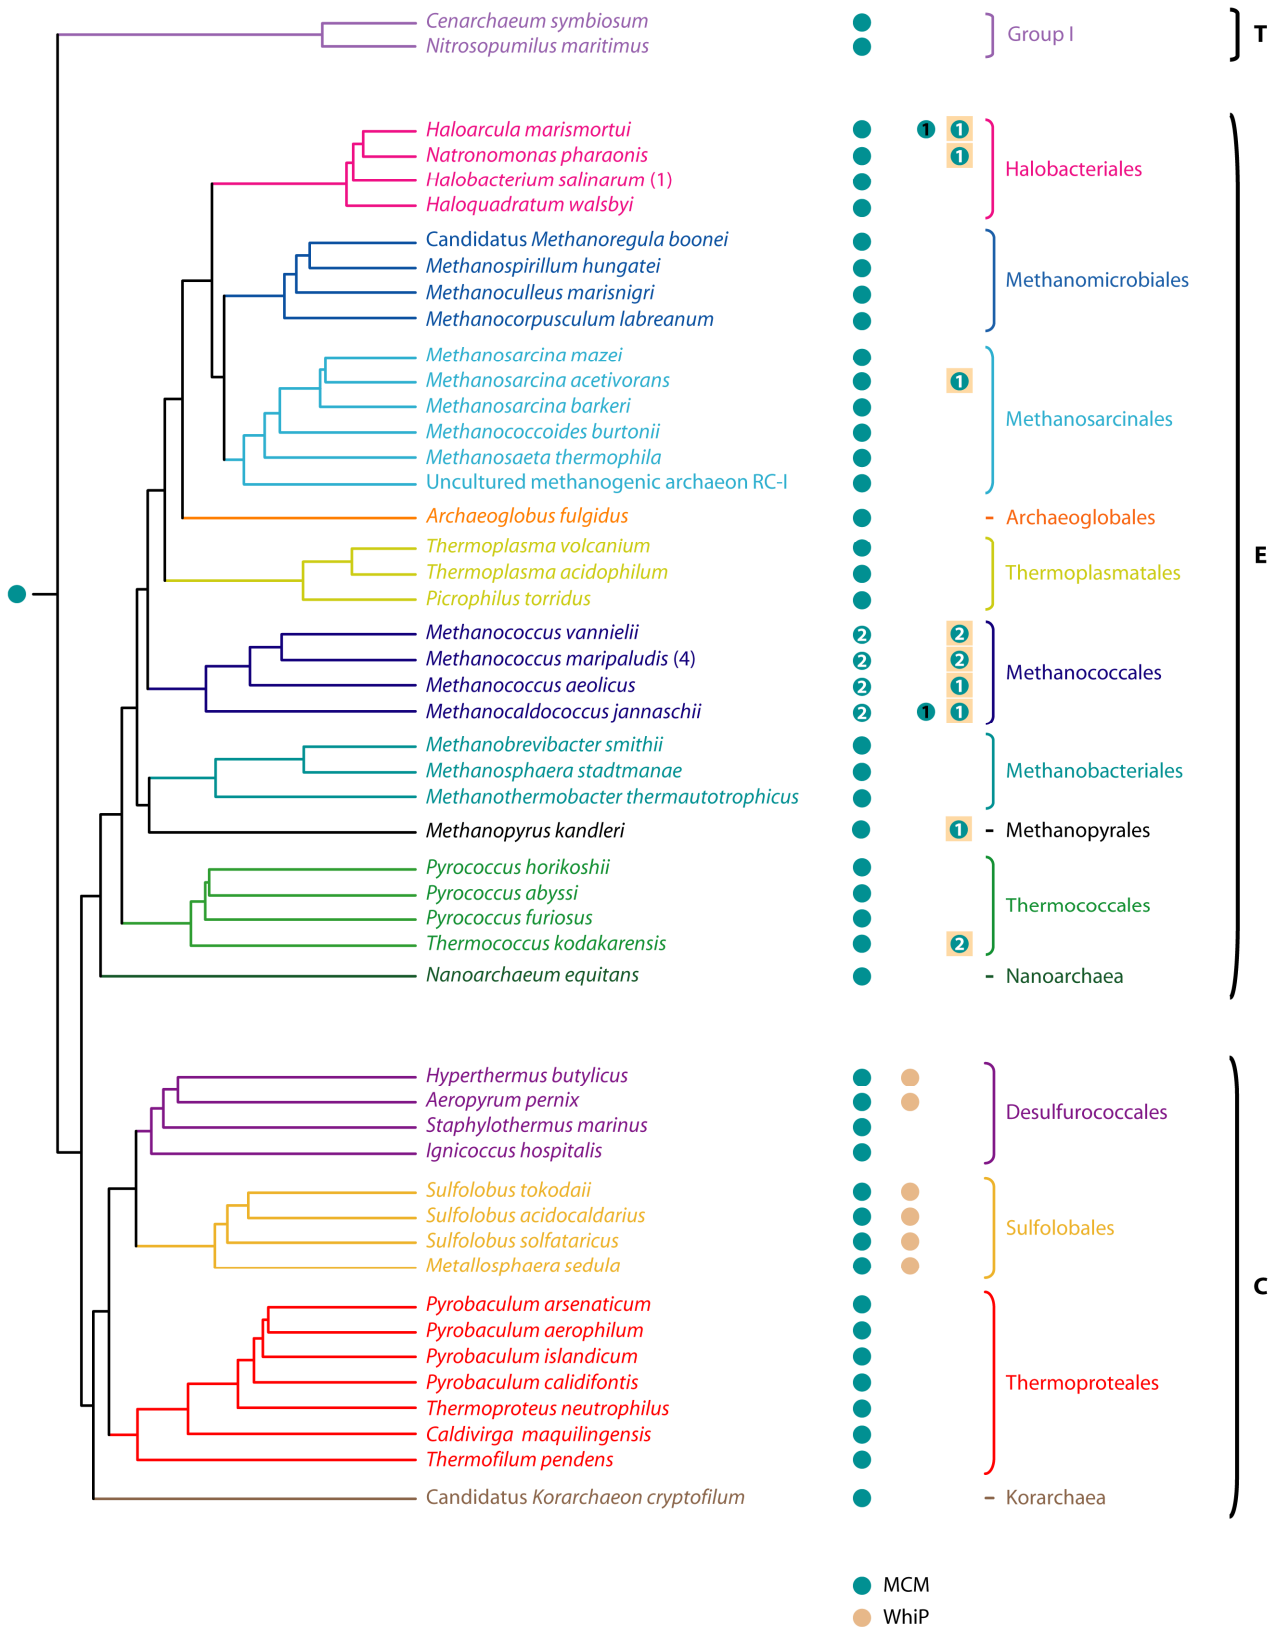 Cenarchaeum symbiosum
Nitrosopumilus maritimus
Group I
T
Haloarcula marismortui 1 1
Natronomonas pharaonis 1
Halobacterium salinarum (1)
Haloquadratum walsbyi
Halobacteriales
Candidatus Methanoregula boonei
Methanospirillum hungatei
Methanoculleus marisnigri
Methanocorpusculum labreanum
Methanomicrobiales
Methanosarcina mazei
Methanosarcina acetivorans 1
Methanosarcina barkeri
Methanococcoides burtonii
Methanosaeta thermophila
Uncultured methanogenic archaeon RC-I
Methanosarcinales
Archaeoglobus fulgidus
Archaeoglobales
E
Thermoplasma volcanium
Thermoplasma acidophilum
Picrophilus torridus
Thermoplasmatales
Methanococcus vannielii 2 2
Methanococcus maripaludis (4) 2 2
Methanococcus aeolicus 2 1
Methanocaldococcus jannaschii 2 1 1
Methanococcales
Methanobrevibacter smithii
Methanosphaera stadtmanae
Methanothermobacter thermautotrophicus
Methanobacteriales
Methanopyrus kandleri 1
Methanopyrales
Pyrococcus horikoshii
Pyrococcus abyssi
Pyrococcus furiosus
Thermococcus kodakarensis 2
Thermococcales
Nanoarchaeum equitans
Nanoarchaea
Hyperthermus butylicus
Aeropyrum pernix
Staphylothermus marinus
Ignicoccus hospitalis
Desulfurococcales
Sulfolobus tokodaii
Sulfolobus acidocaldarius
Sulfolobus solfataricus
Metallosphaera sedula
Sulfolobales
C
Pyrobaculum arsenaticum
Pyrobaculum aerophilum
Pyrobaculum islandicum
Pyrobaculum calidifontis
Thermoproteus neutrophilus
Caldivirga maquilingensis
Thermofilum pendens
Thermoproteales
Candidatus Korarchaeon cryptofilum
Korarchaea
MCM
WhiP